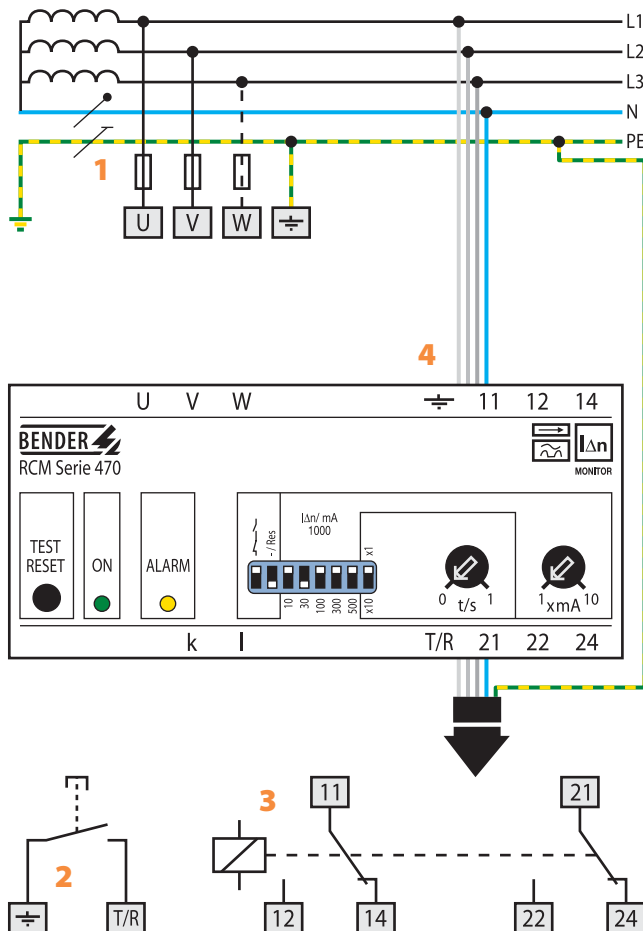 L1
L2
L3
N
PE
1
U V W
4
U V W 11 12 14
BENDER
RCM Serie 470
I∆n
MONITOR
TEST
RESET
ON
ALARM
- / Res
I∆n/ mA
1000
10 30 100 300 500 x10
x1
0 t/s 1
1 xmA 10
k l T/R 21 22 24
3
11 21
2
T/R 12 14 22 24